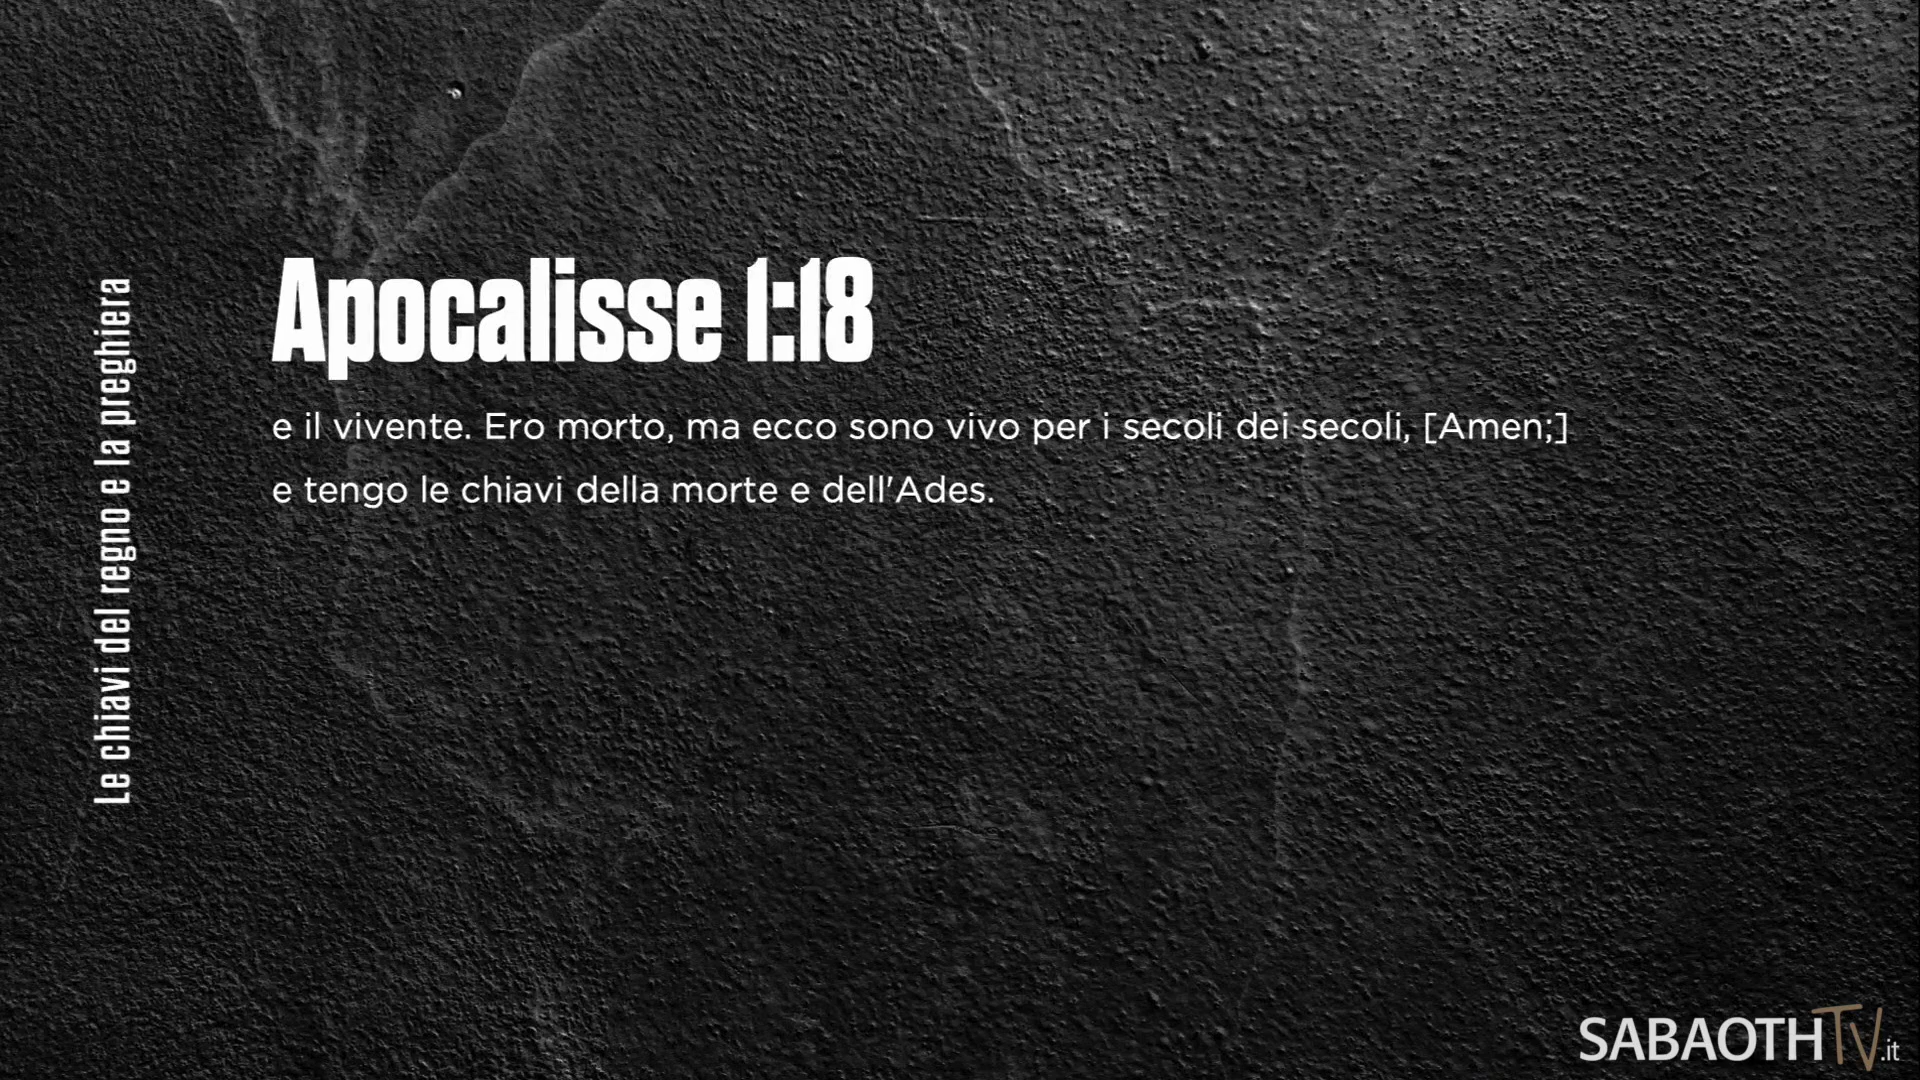 Le chiavi del regno e la preghiera
Apocalisse 1:18
e il vivente. Ero morto, ma ecco sono vivo per i secoli dei secoli, [Amen;]
e tengo le chiavi della morte e dell'Ades.
SABAOTHTV.it